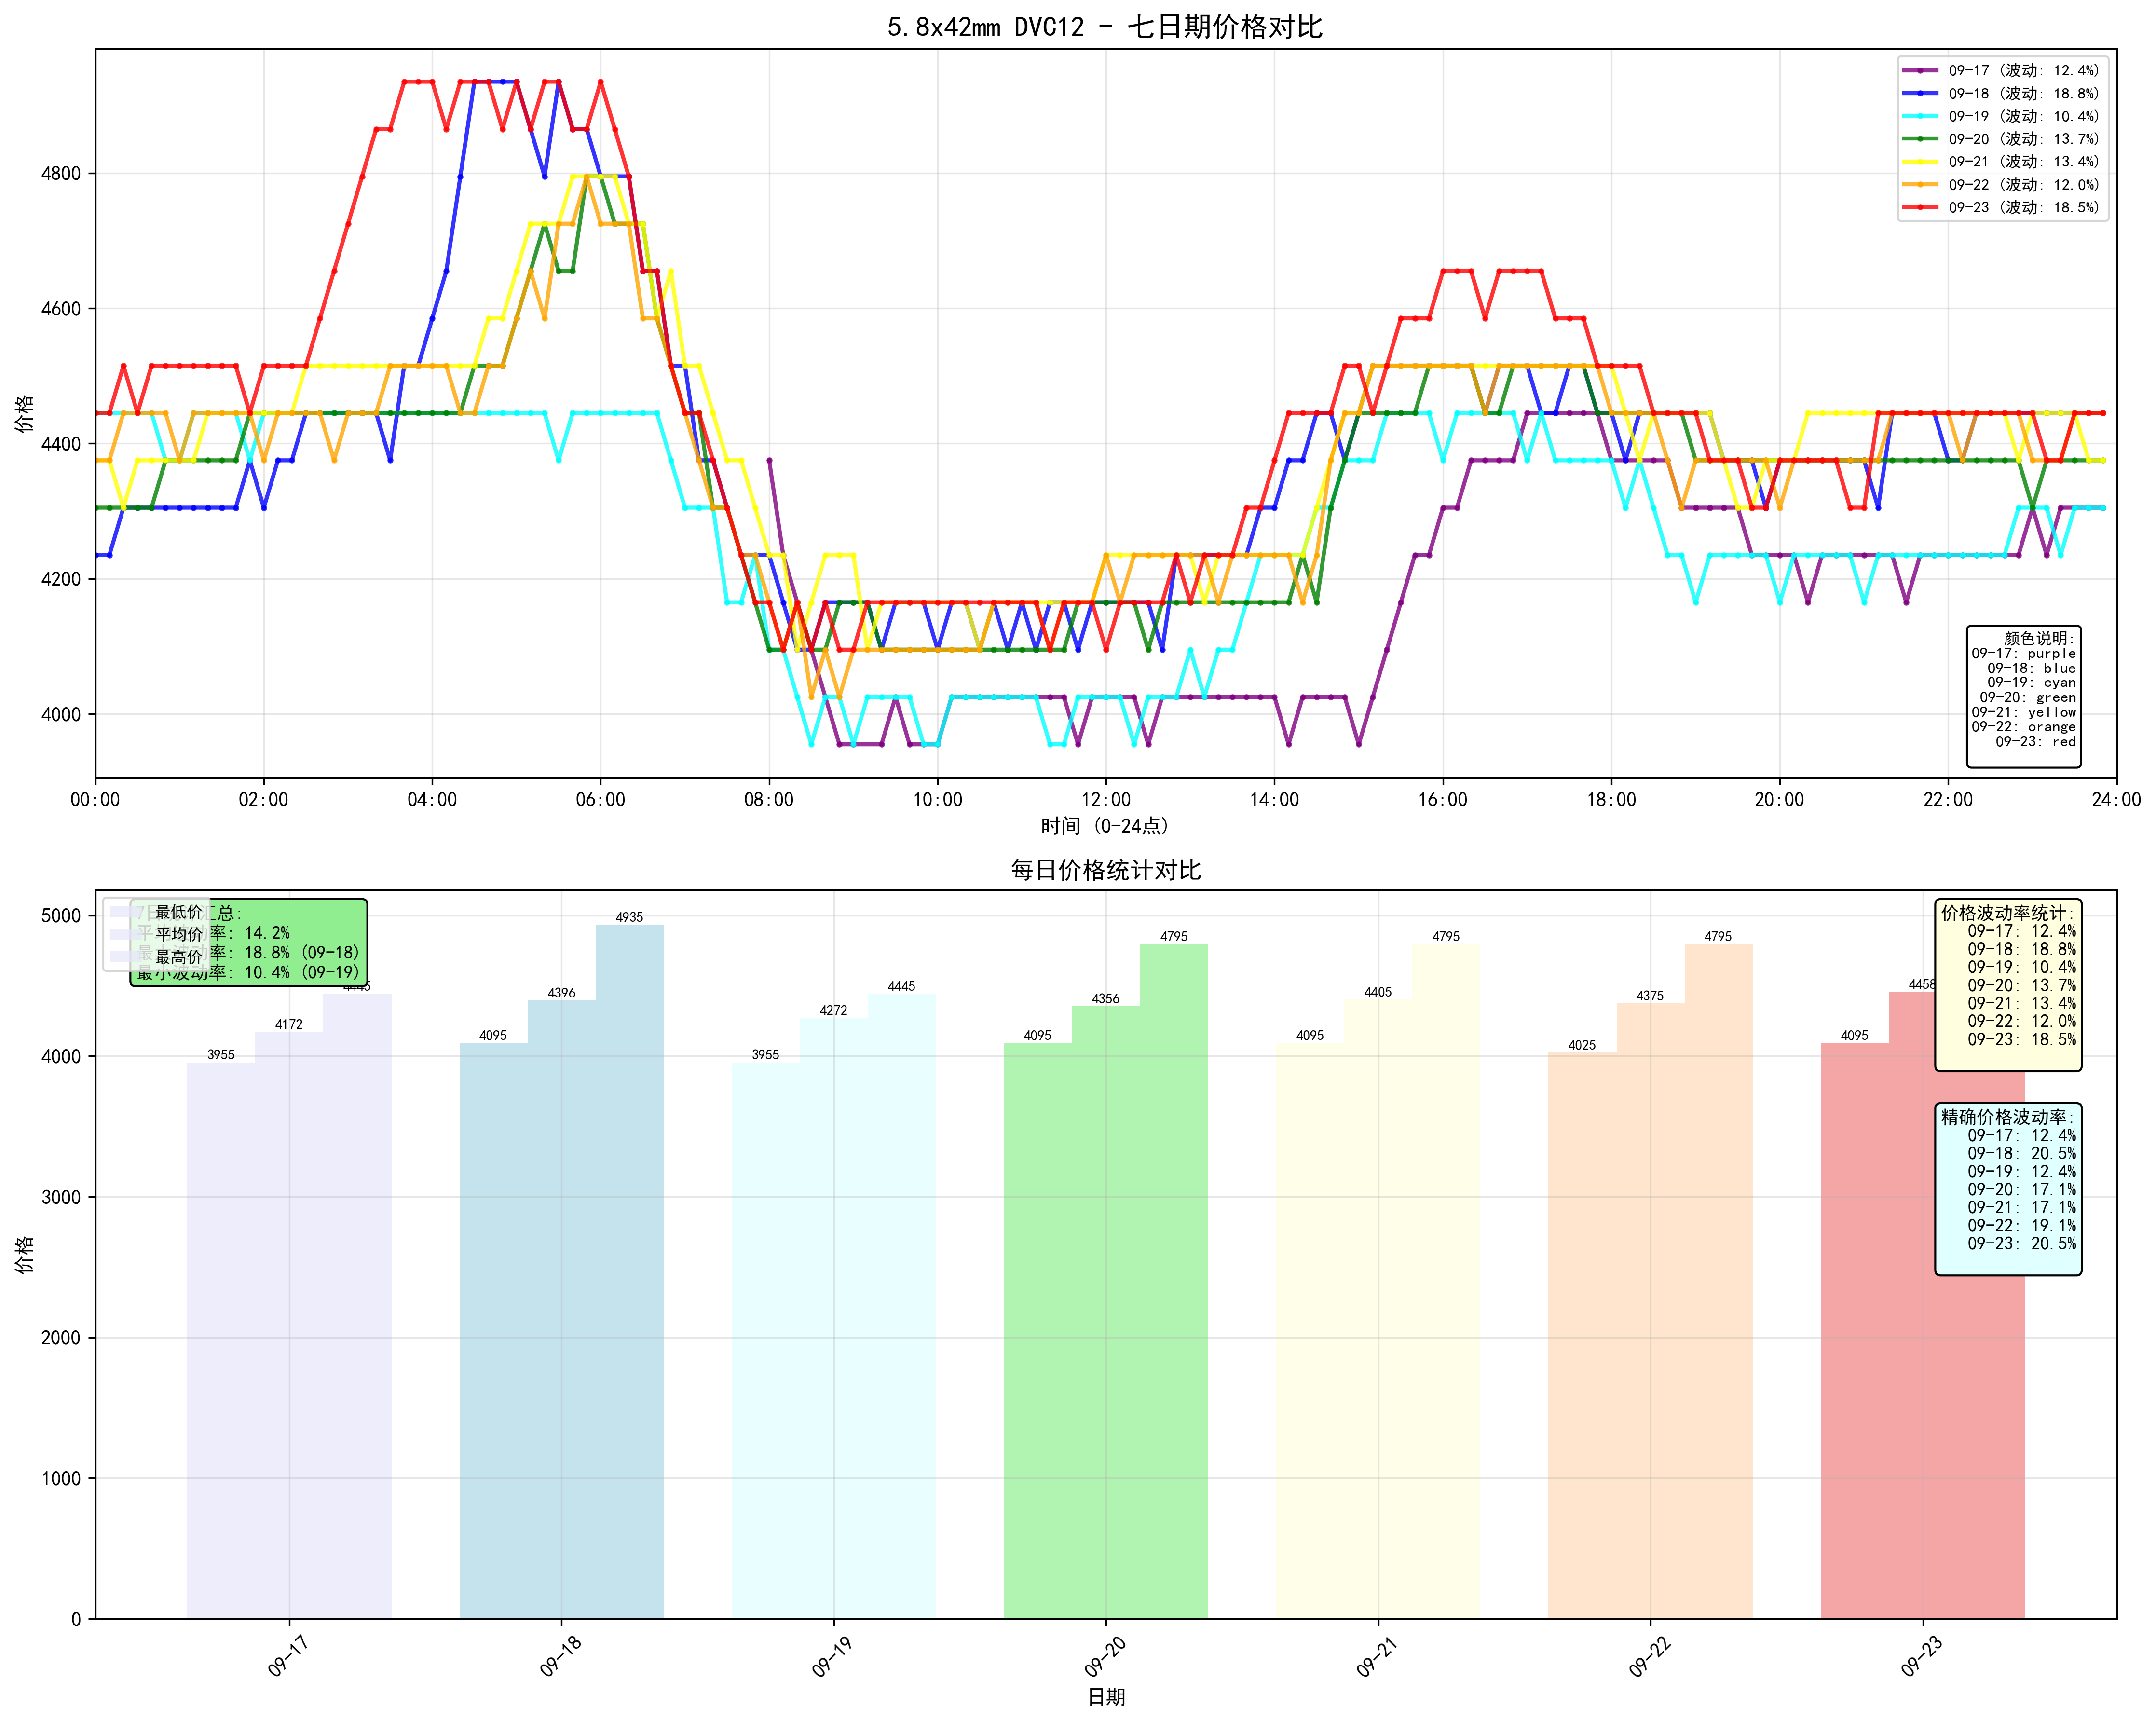 5.8x42mm DVC12 - 七日期价格对比
价格
4800
4600
4400
4200
4000
09-17 (波动: 12.4%)
09-18 (波动: 18.8%)
09-19 (波动: 10.4%)
09-20 (波动: 13.7%)
09-21 (波动: 13.4%)
09-22 (波动: 12.0%)
09-23 (波动: 18.5%)
颜色说明:
09-17: purple
09-18: blue
09-19: cyan
09-20: green
09-21: yellow
09-22: orange
09-23: red
00:00 02:00 04:00 06:00 08:00 10:00 12:00 14:00 16:00 18:00 20:00 22:00 24:00
时间 (0-24点)
每日价格统计对比
价格
5000
4000
3000
2000
1000
0
最低价
平均价
最高价
汇总:
率: 14.2%
率: 18.8% (09-18)
最小波动率: 10.4% (09-19)
3955 4172 4445
4095 4396 4935
3955 4272 4445
4095 4356 4795
4095 4405 4795
4025 4375 4795
4095 4458
价格波动率统计:
09-17: 12.4%
09-18: 18.8%
09-19: 10.4%
09-20: 13.7%
09-21: 13.4%
09-22: 12.0%
09-23: 18.5%
精确价格波动率:
09-17: 12.4%
09-18: 20.5%
09-19: 12.4%
09-20: 17.1%
09-21: 17.1%
09-22: 19.1%
09-23: 20.5%
09-17 09-18 09-19 09-20 09-21 09-22 09-23
日期